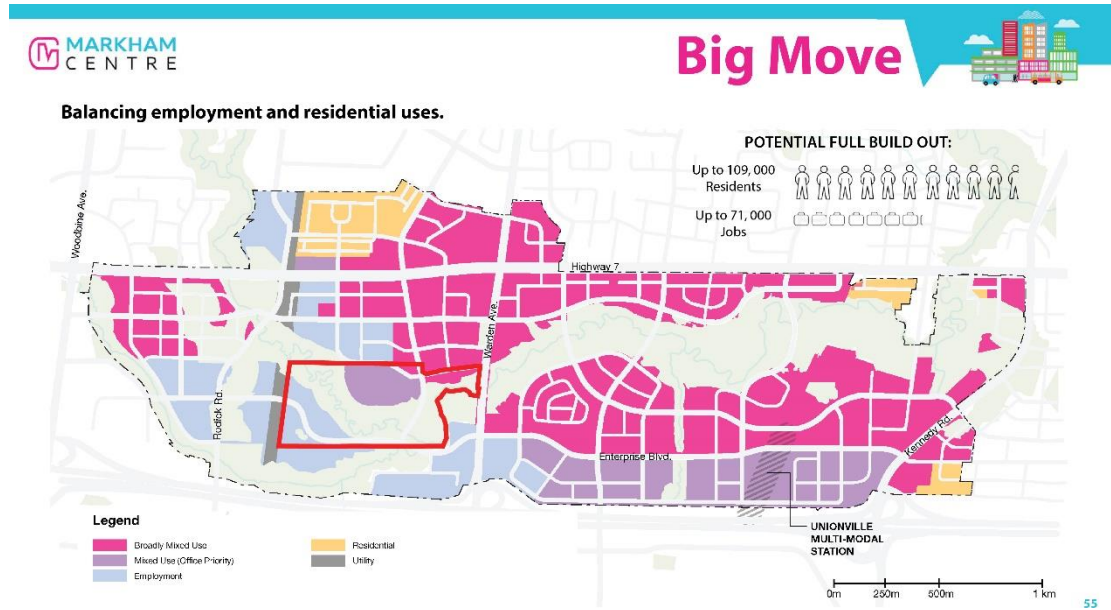 MARKHAM
CENTRE
Big Move
Balancing employment and residential uses.
POTENTIAL FULL BUILD OUT:
Up to 109,000
Residents
Up to 71,000
Jobs
Woodbine Ave.
Highway 7
Warden Ave.
Rodick Rd.
Kennedy Rd.
Enterprise Blvd.
Legend
Broadly Mixed Use
Mixed Use (Office Priority)
Employment
Residential
Utility
UNIONVILLE
MULTI-MODAL
STATION
0m 250m 500m 1 km
55